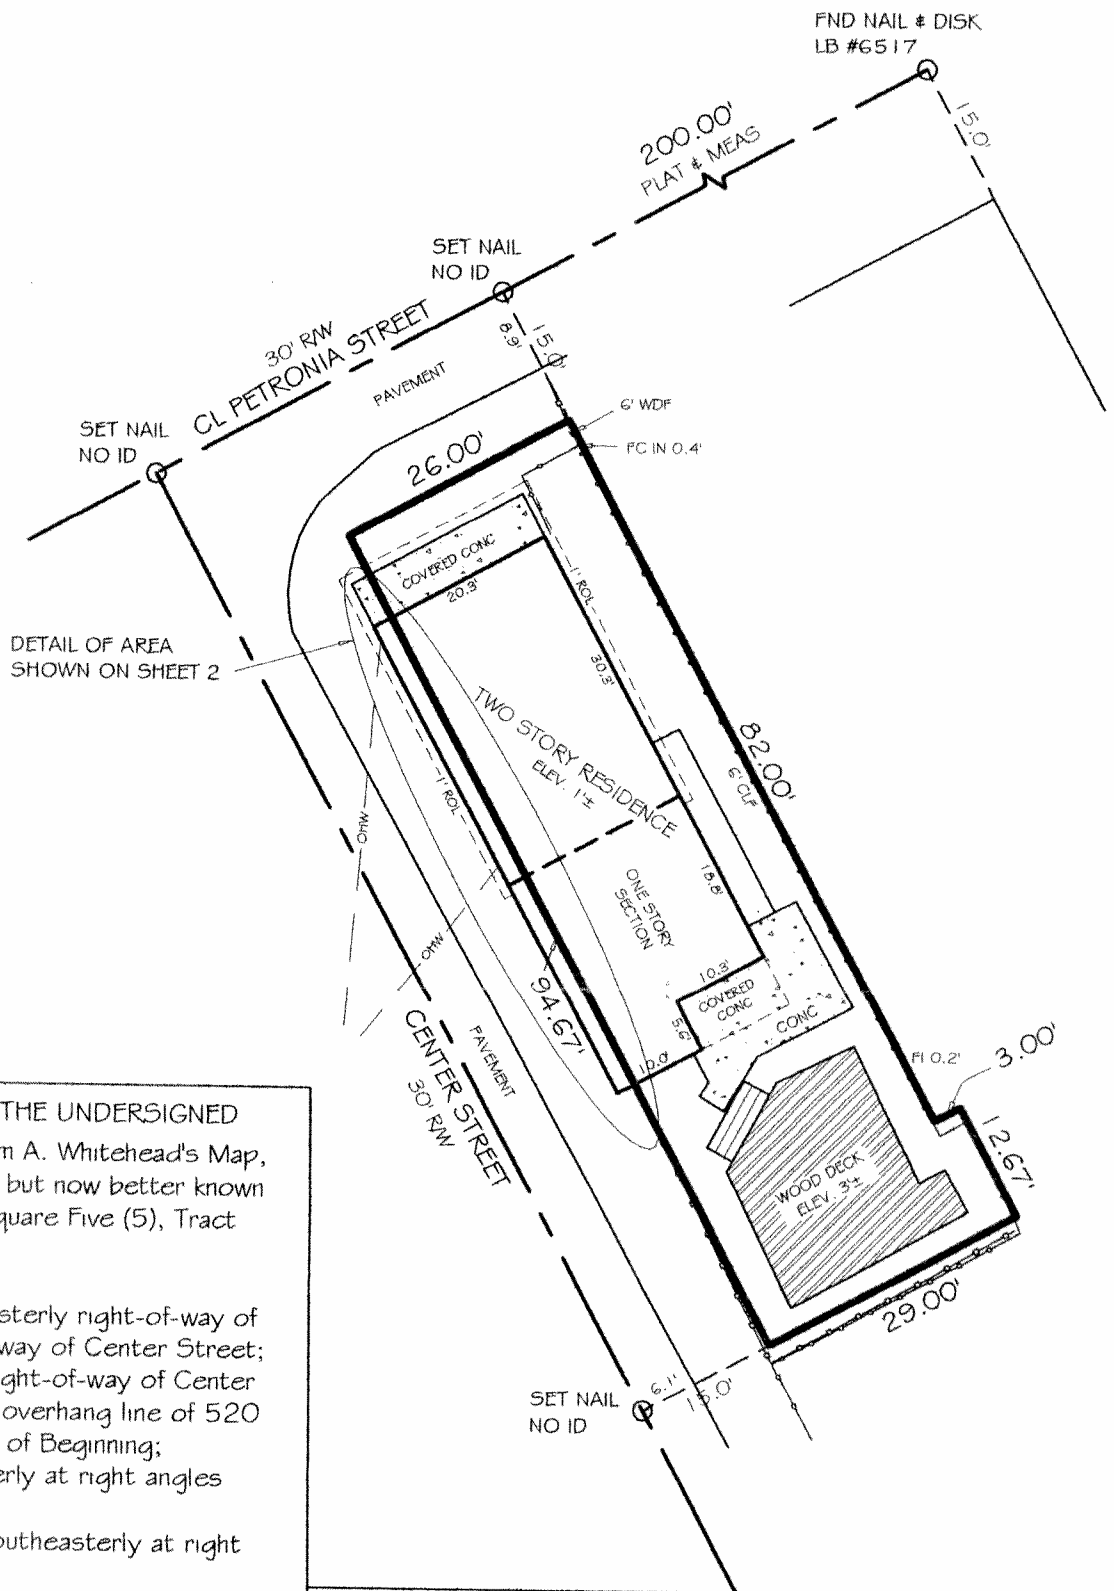 FND NAIL & DISK
LB #6517
15.0'
200.00'
PLAT & MEAS
SET NAIL
NO ID
30' R/W
CL PETRONIA STREET
8.9'
15.0'
PAVEMENT
SET NAIL
NO ID
6' WDF
FC IN 0.4'
26.00'
COVERED CONC
20.3'
1' ROL
DETAIL OF AREA
SHOWN ON SHEET 2
30.3'
TWO STORY RESIDENCE
ELEV. 1'±
82.00'
6' CLF
1' ROL
OHW
ONE STORY
SECTION
18.8'
OHW
94.67'
10.3'
COVERED
CONC
5.6'
CONC
10.0'
CENTER STREET
30' R/W
PAVEMENT
FI 0.2'
3.00'
12.67'
WOOD DECK
ELEV. 3'±
29.00'
SET NAIL
NO ID
6.1'
15.0'
THE UNDERSIGNED
m A. Whitehead's Map,
but now better known
quare Five (5), Tract
sterly right-of-way of
way of Center Street;
ght-of-way of Center
overhang line of 520
of Beginning;
erly at right angles
outheasterly at right